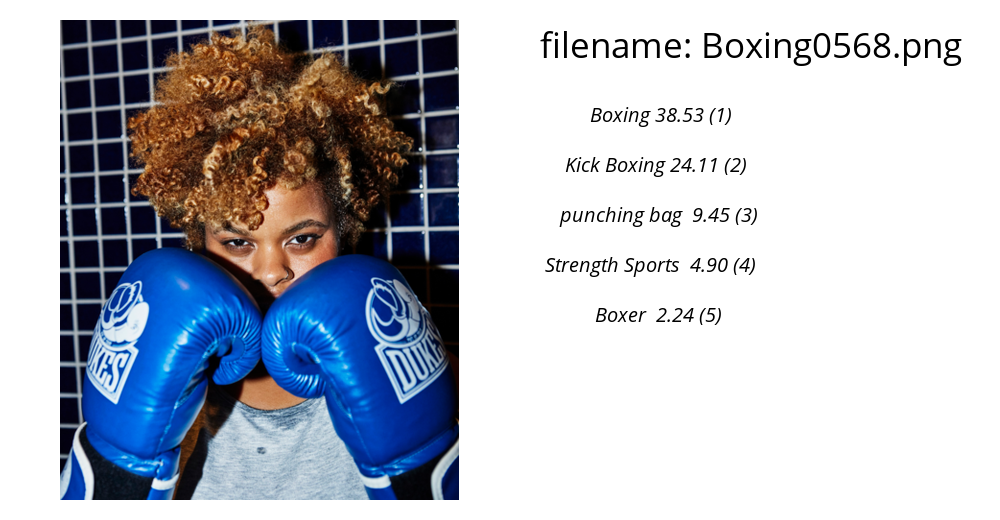 filename: Boxing0568.png
Boxing 38.53 (1)
Kick Boxing 24.11 (2)
punching bag 9.45 (3)
Strength Sports 4.90 (4)
Boxer 2.24 (5)
DUKES
DUKES